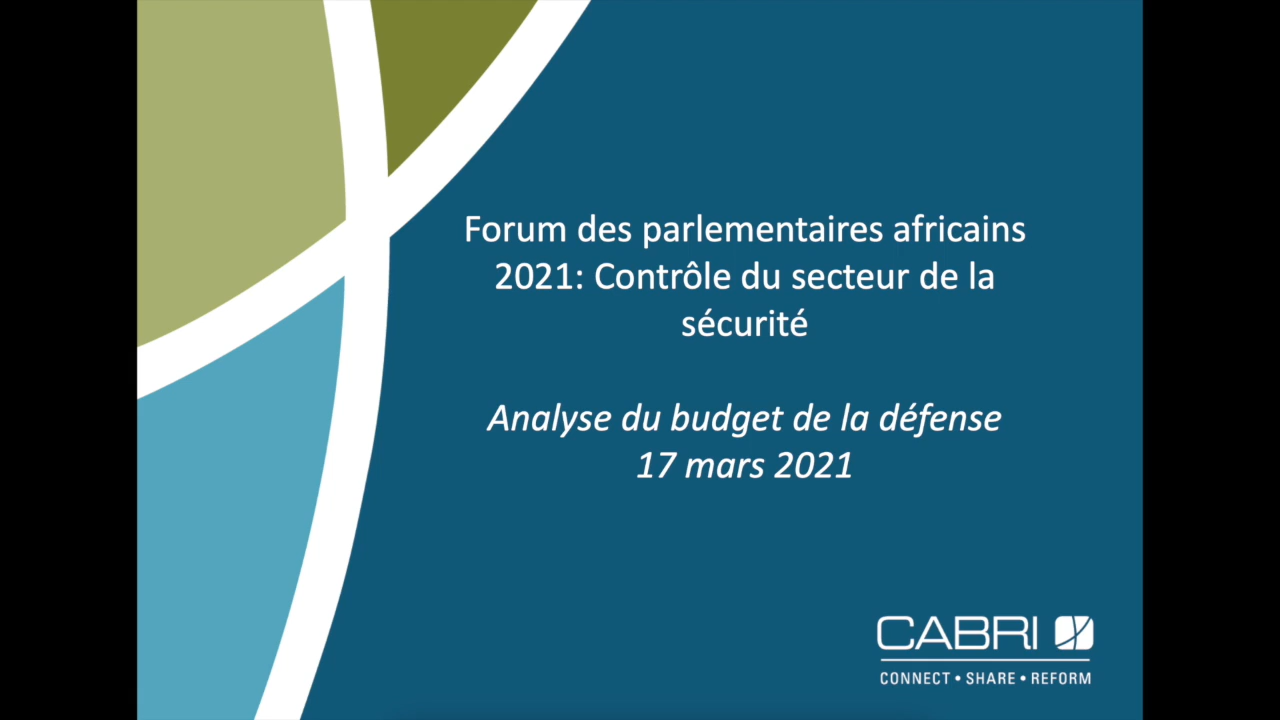 Forum des parlementaires africains
2021: Contrôle du secteur de la
sécurité
Analyse du budget de la défense
17 mars 2021
CABRI
CONNECT • SHARE • REFORM